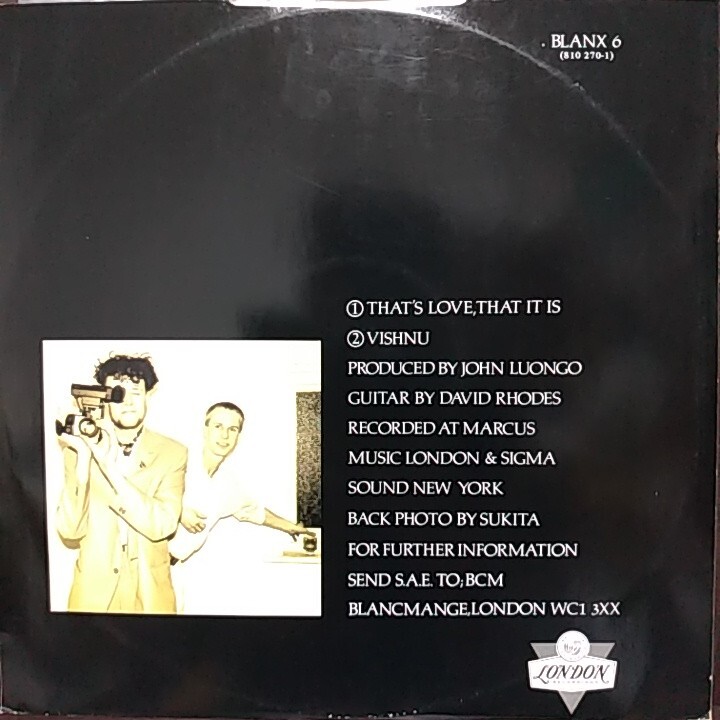 BLANX 6
(810 270-1)
① THAT'S LOVE,THAT IT IS
② VISHNU
PRODUCED BY JOHN LUONGO
GUITAR BY DAVID RHODES
RECORDED AT MARCUS
MUSIC LONDON & SIGMA
SOUND NEW YORK
BACK PHOTO BY SUKITA
FOR FURTHER INFORMATION
SEND S.A.E. TO;BCM
BLANCMANGE,LONDON WC1 3XX
LONDON